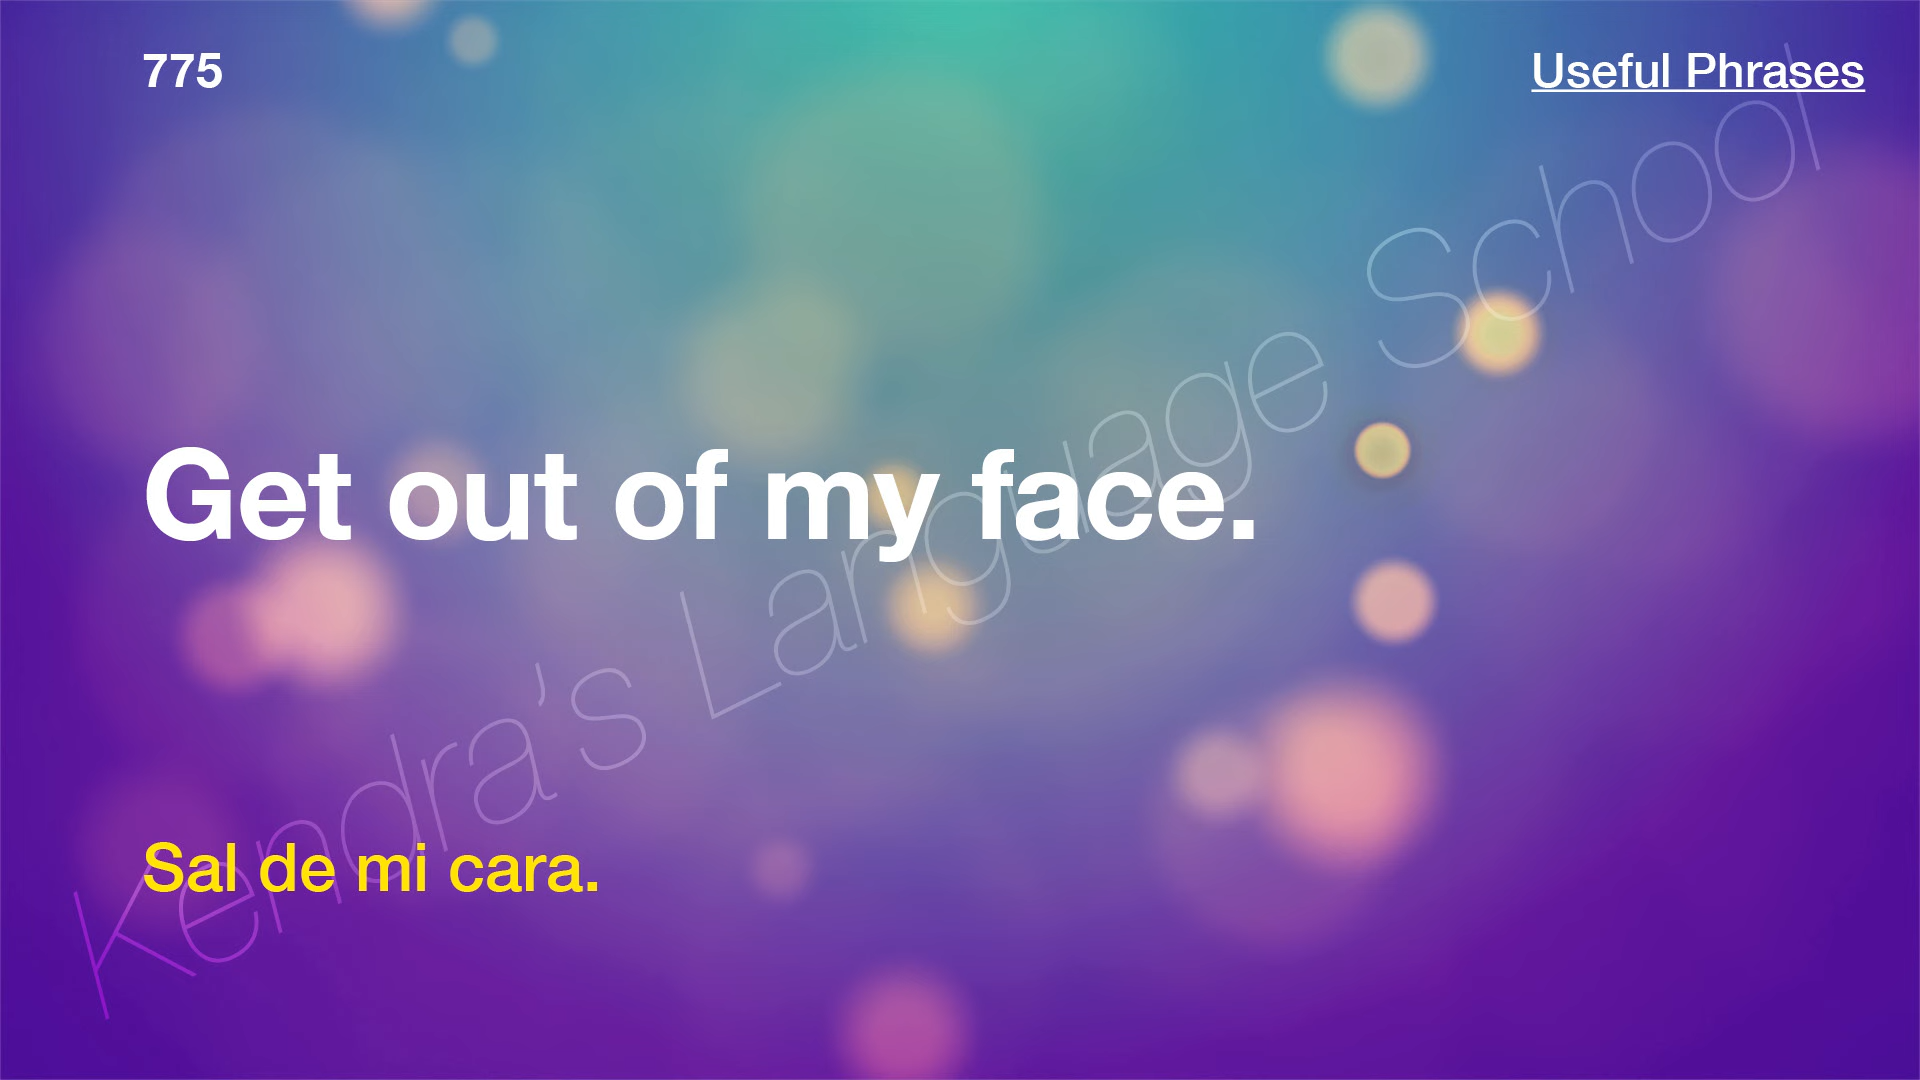 775
Useful Phrases
Get out of my face.
Sal de mi cara.
Kendra's Language School